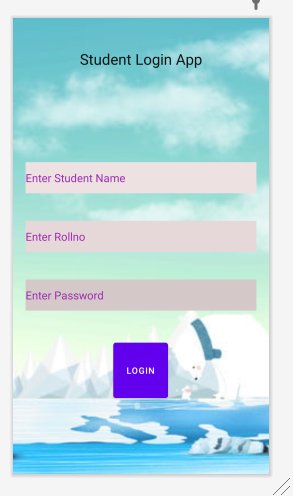 Student Login App
Enter Student Name
Enter Rollno
Enter Password
LOGIN